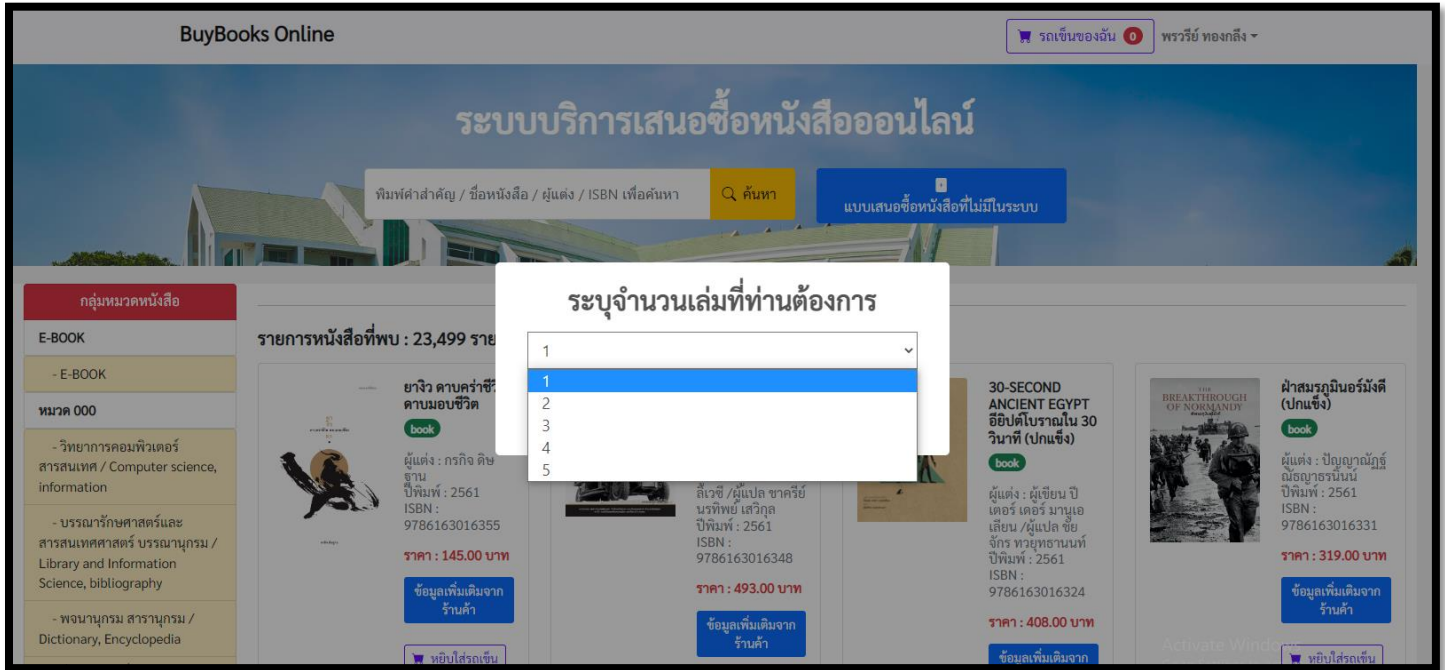 BuyBooks Online
รถเข็นของฉัน 0
พรวรีย์ ทองกลึง
ระบบบริการเสนอซื้อหนังสือออนไลน์
พิมพ์คำสำคัญ / ชื่อหนังสือ / ผู้แต่ง / ISBN เพื่อค้นหา
ค้นหา
แบบเสนอซื้อหนังสือที่ไม่มีในระบบ
ระบุจำนวนเล่มที่ท่านต้องการ
1
1
2
3
4
5
กลุ่มหมวดหนังสือ
E-BOOK
- E-BOOK
หมวด 000
- วิทยาการคอมพิวเตอร์
สารสนเทศ / Computer science,
information
- บรรณารักษศาสตร์และ
สารสนเทศศาสตร์ บรรณานุกรม /
Library and Information
Science, bibliography
- พจนานุกรม สารานุกรม /
Dictionary, Encyclopedia
รายการหนังสือที่พบ : 23,499 ราย
ยางิว ดาบคร่าชีวิ
ดาบมอบชีวิต
book
ผู้แต่ง : กรกิจ ดิษ
ฐาน
ปีพิมพ์ : 2561
ISBN :
9786163016355
ราคา : 145.00 บาท
ข้อมูลเพิ่มเติมจาก
ร้านค้า
หยิบใส่รถเข็น
ลิ้เวซี /ผู้แปล ชาครีย์
นรทิพย์ เสวิกุล
ปีพิมพ์ : 2561
ISBN :
9786163016348
ราคา : 493.00 บาท
ข้อมูลเพิ่มเติมจาก
ร้านค้า
30-SECOND
ANCIENT EGYPT
อียิปต์โบราณใน 30
วินาที (ปกแข็ง)
book
ผู้แต่ง : ผู้เขียน ปี
เตอร์ เดอร์ มานูเอ
เลียน /ผู้แปล ชัย
จักร ทวยุทธานนท์
ปีพิมพ์ : 2561
ISBN :
9786163016324
ราคา : 408.00 บาท
ข้อมูลเพิ่มเติมจาก
THE
BREAKTHROUGH
OF NORMANDY
ฝ่าสมรภูมินอร์มังดี
(ปกแข็ง)
book
ผู้แต่ง : ปัญญาณัฏฐ์
ณัธญาธรนินน์
ปีพิมพ์ : 2561
ISBN :
9786163016331
ราคา : 319.00 บาท
ข้อมูลเพิ่มเติมจาก
ร้านค้า
หยิบใส่รถเข็น
Activate Windows